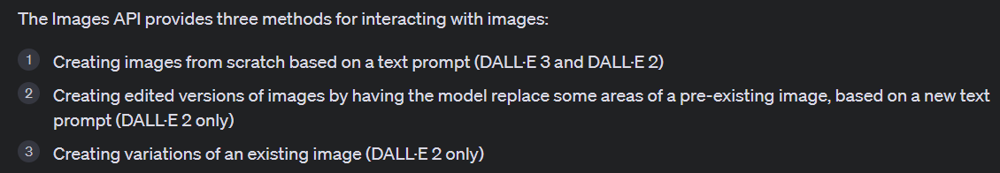 The Images API provides three methods for interacting with images:
1 Creating images from scratch based on a text prompt (DALL·E 3 and DALL·E 2)
2 Creating edited versions of images by having the model replace some areas of a pre-existing image, based on a new text
prompt (DALL·E 2 only)
3 Creating variations of an existing image (DALL·E 2 only)